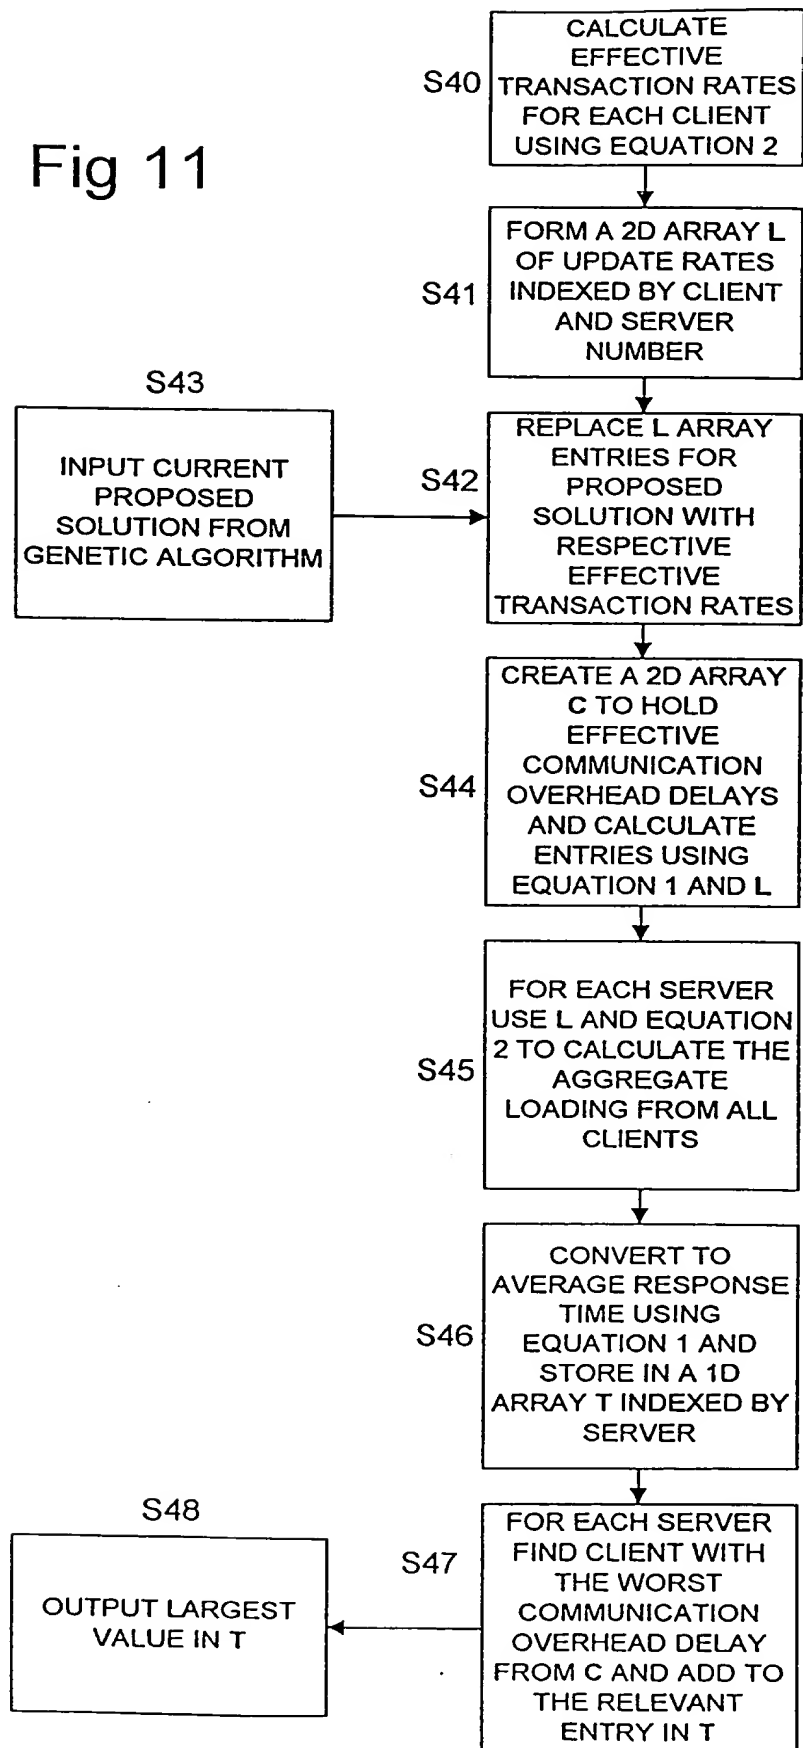 Fig 11
S40
CALCULATE
EFFECTIVE
TRANSACTION RATES
FOR EACH CLIENT
USING EQUATION 2
S41
FORM A 2D ARRAY L
OF UPDATE RATES
INDEXED BY CLIENT
AND SERVER
NUMBER
S43
INPUT CURRENT
PROPOSED
SOLUTION FROM
GENETIC ALGORITHM
S42
REPLACE L ARRAY
ENTRIES FOR
PROPOSED
SOLUTION WITH
RESPECTIVE
EFFECTIVE
TRANSACTION RATES
S44
CREATE A 2D ARRAY
C TO HOLD
EFFECTIVE
COMMUNICATION
OVERHEAD DELAYS
AND CALCULATE
ENTRIES USING
EQUATION 1 AND L
S45
FOR EACH SERVER
USE L AND EQUATION
2 TO CALCULATE THE
AGGREGATE
LOADING FROM ALL
CLIENTS
S46
CONVERT TO
AVERAGE RESPONSE
TIME USING
EQUATION 1 AND
STORE IN A 1D
ARRAY T INDEXED BY
SERVER
S47
FOR EACH SERVER
FIND CLIENT WITH
THE WORST
COMMUNICATION
OVERHEAD DELAY
FROM C AND ADD TO
THE RELEVANT
ENTRY IN T
S48
OUTPUT LARGEST
VALUE IN T